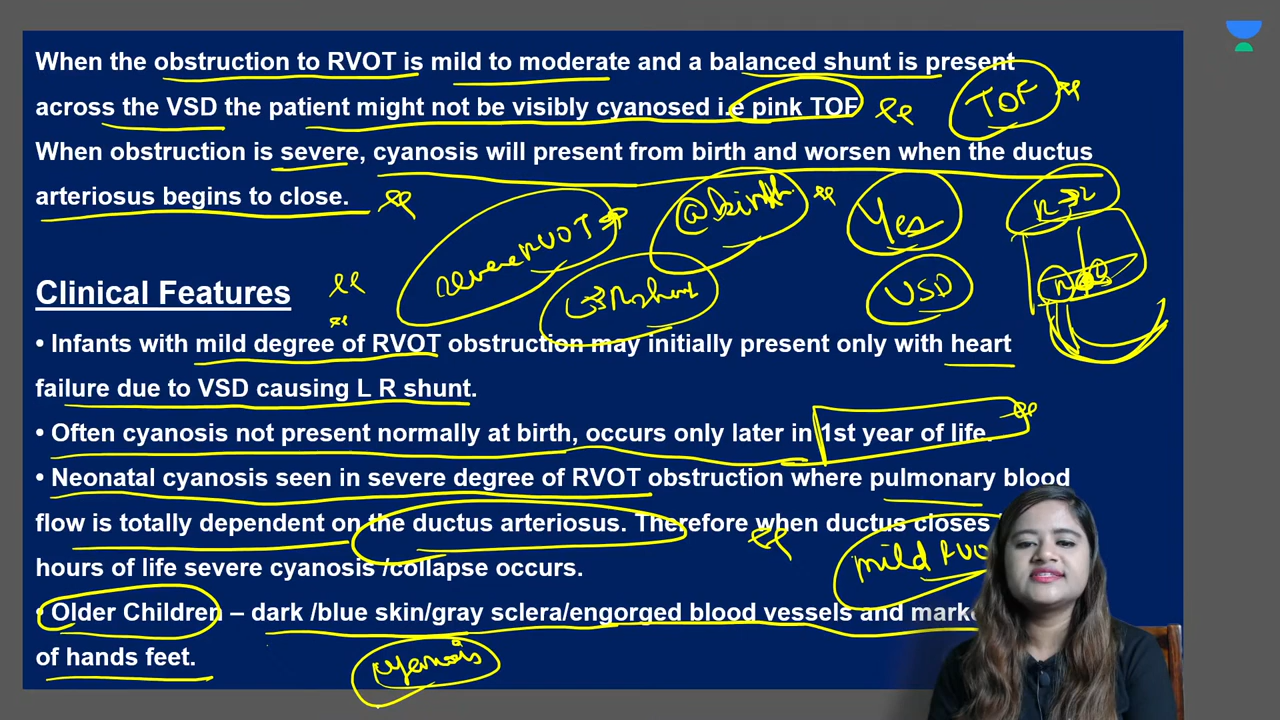 When the obstruction to RVOT is mild to moderate and a balanced shunt is present
across the VSD the patient might not be visibly cyanosed i.e pink TOF
TOF
When obstruction is severe, cyanosis will present from birth and worsen when the ductus
arteriosus begins to close.
@birth
Yes
severe RVOT
VSD
Clinical Features
• Infants with mild degree of RVOT obstruction may initially present only with heart
failure due to VSD causing L R shunt.
• Often cyanosis not present normally at birth, occurs only later in 1st year of life.
• Neonatal cyanosis seen in severe degree of RVOT obstruction where pulmonary blood
flow is totally dependent on the ductus arteriosus. Therefore when ductus closes
mild RVO
hours of life severe cyanosis /collapse occurs.
• Older Children – dark /blue skin/gray sclera/engorged blood vessels and marke
of hands feet.
cyanosis